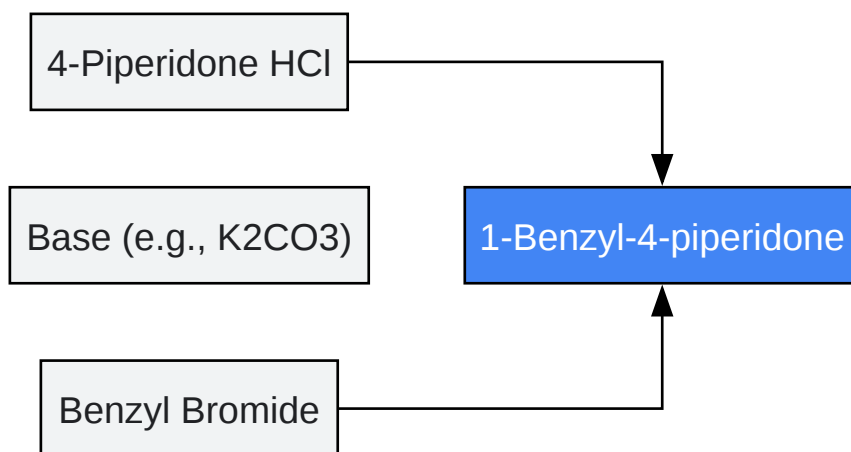 4-Piperidone HCl
Base (e.g., K2CO3)
1-Benzyl-4-piperidone
Benzyl Bromide